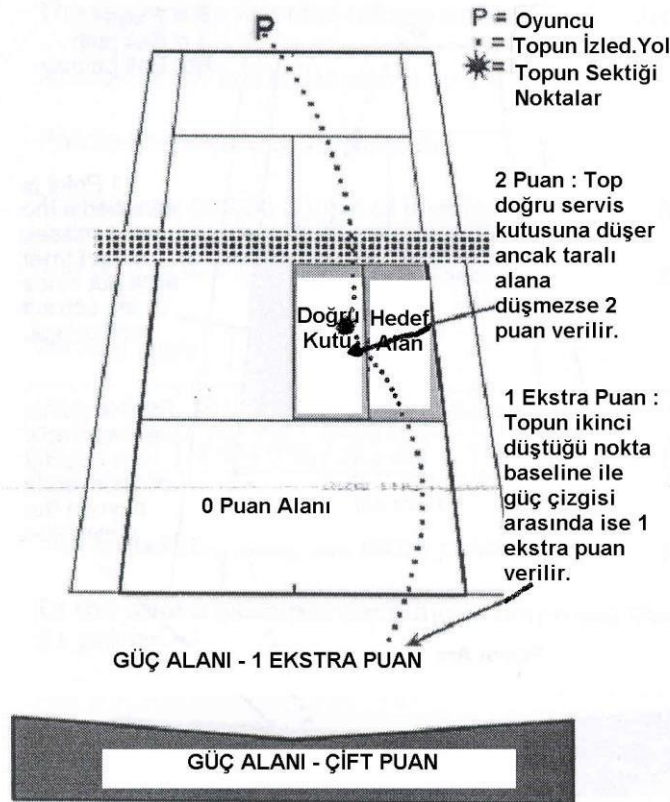 P
P = Oyuncu
= Topun İzled.Yol
= Topun Sektiği
Noktalar
2 Puan : Top
doğru servis
kutusuna düşer
ancak taralı
alana
düşmezse 2
puan verilir.
Doğru
Kutu
Hedef
Alan
1 Ekstra Puan :
Topun ikinci
düştüğü nokta
baseline ile
güç çizgisi
arasında ise 1
ekstra puan
verilir.
0 Puan Alanı
GÜÇ ALANI - 1 EKSTRA PUAN
GÜÇ ALANI - ÇİFT PUAN